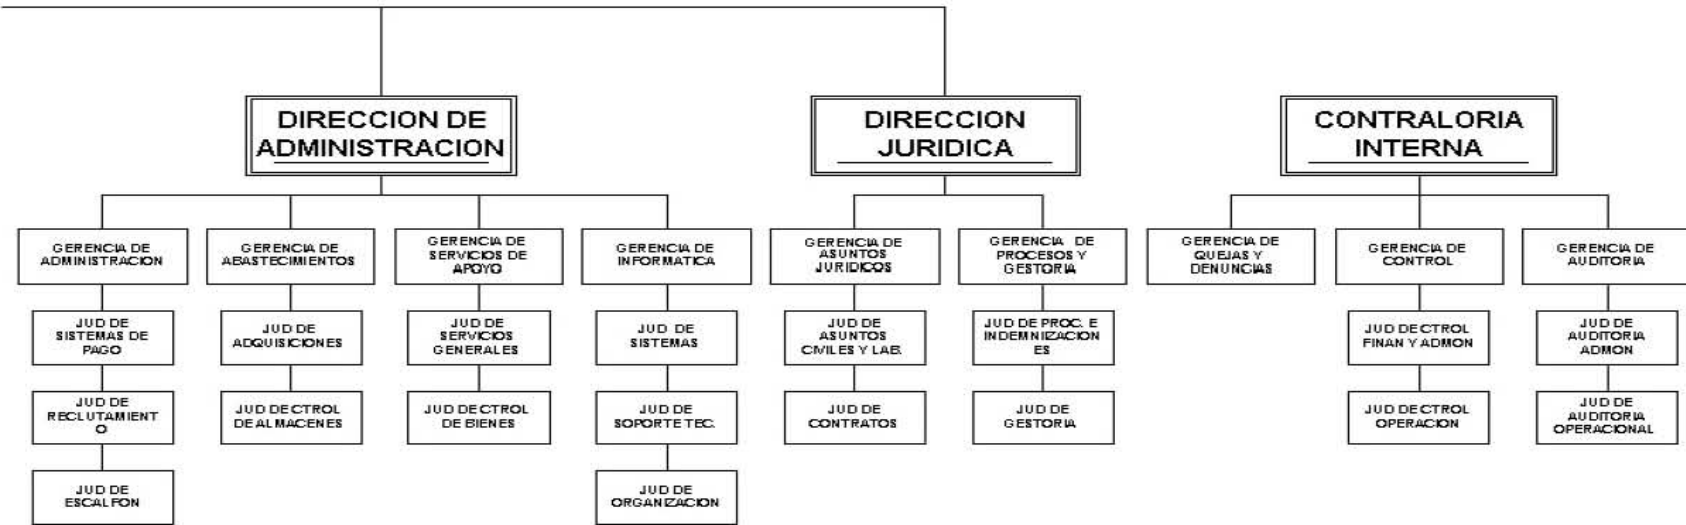 DIRECCION DE
ADMINISTRACION
DIRECCION
JURIDICA
CONTRALORIA
INTERNA
GERENCIA DE
ADMINISTRACION
GERENCIA DE
ABASTECIMIENTOS
GERENCIA DE
SERVICIOS DE
APOYO
GERENCIA DE
INFORMATICA
GERENCIA DE
ASUNTOS
JURIDICOS
GERENCIA DE
PROCESOS Y
GESTORIA
GERENCIA DE
QUEJAS Y
DENUNCIAS
GERENCIA DE
CONTROL
GERENCIA DE
AUDITORIA
JUD DE
SISTEMAS DE
PAGO
JUD DE
ADQUISICIONES
JUD DE
SERVICIOS
GENERALES
JUD DE
SISTEMAS
JUD DE
ASUNTOS
CIVILES Y LAB.
JUD DE PROC. E
INDEMNIZACION
ES
JUD DE CTROL
FINAN Y ADMON
JUD DE
AUDITORIA
ADMON
JUD DE
RECLUTAMIENT
O
JUD DE CTROL
DE ALMACENES
JUD DE CTROL
DE BIENES
JUD DE
SOPORTE TEC.
JUD DE
CONTRATOS
JUD DE
GESTORIA
JUD DE CTROL
OPERACION
JUD DE
AUDITORIA
OPERACIONAL
JUD DE
ESCALFON
JUD DE
ORGANIZACION